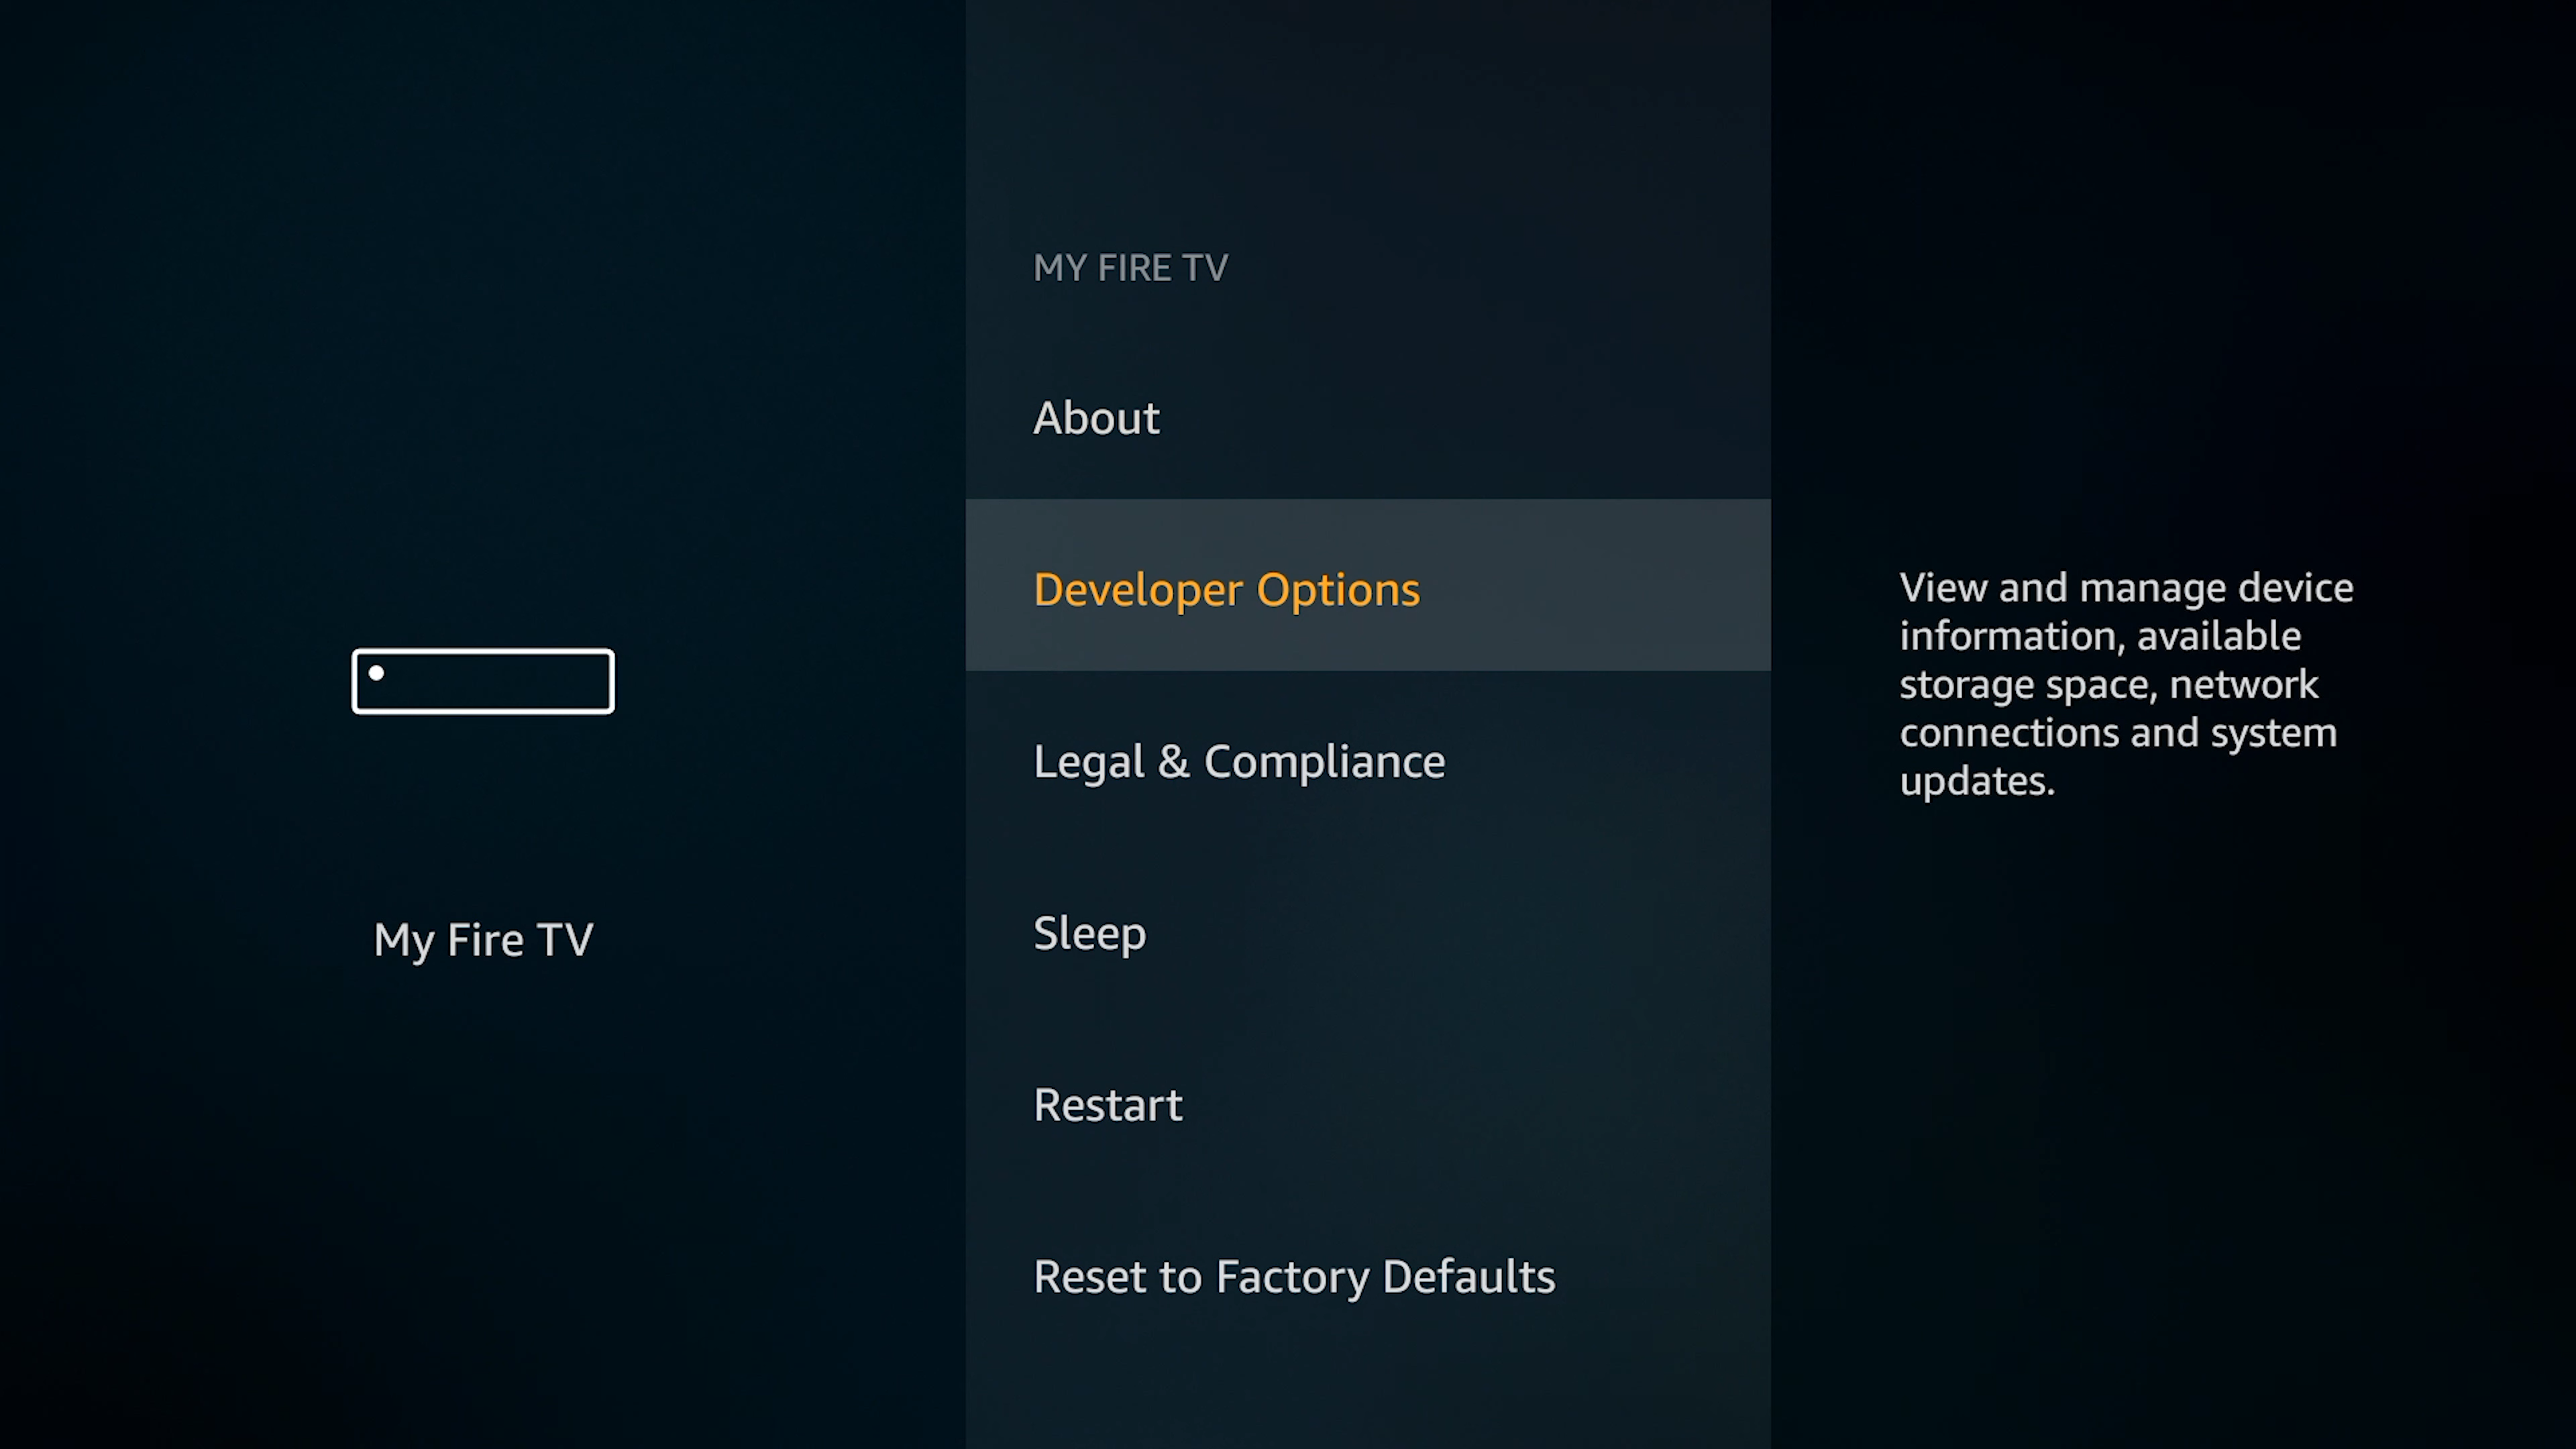 MY FIRE TV
About
Developer Options
Legal & Compliance
Sleep
Restart
Reset to Factory Defaults
My Fire TV
View and manage device
information, available
storage space, network
connections and system
updates.